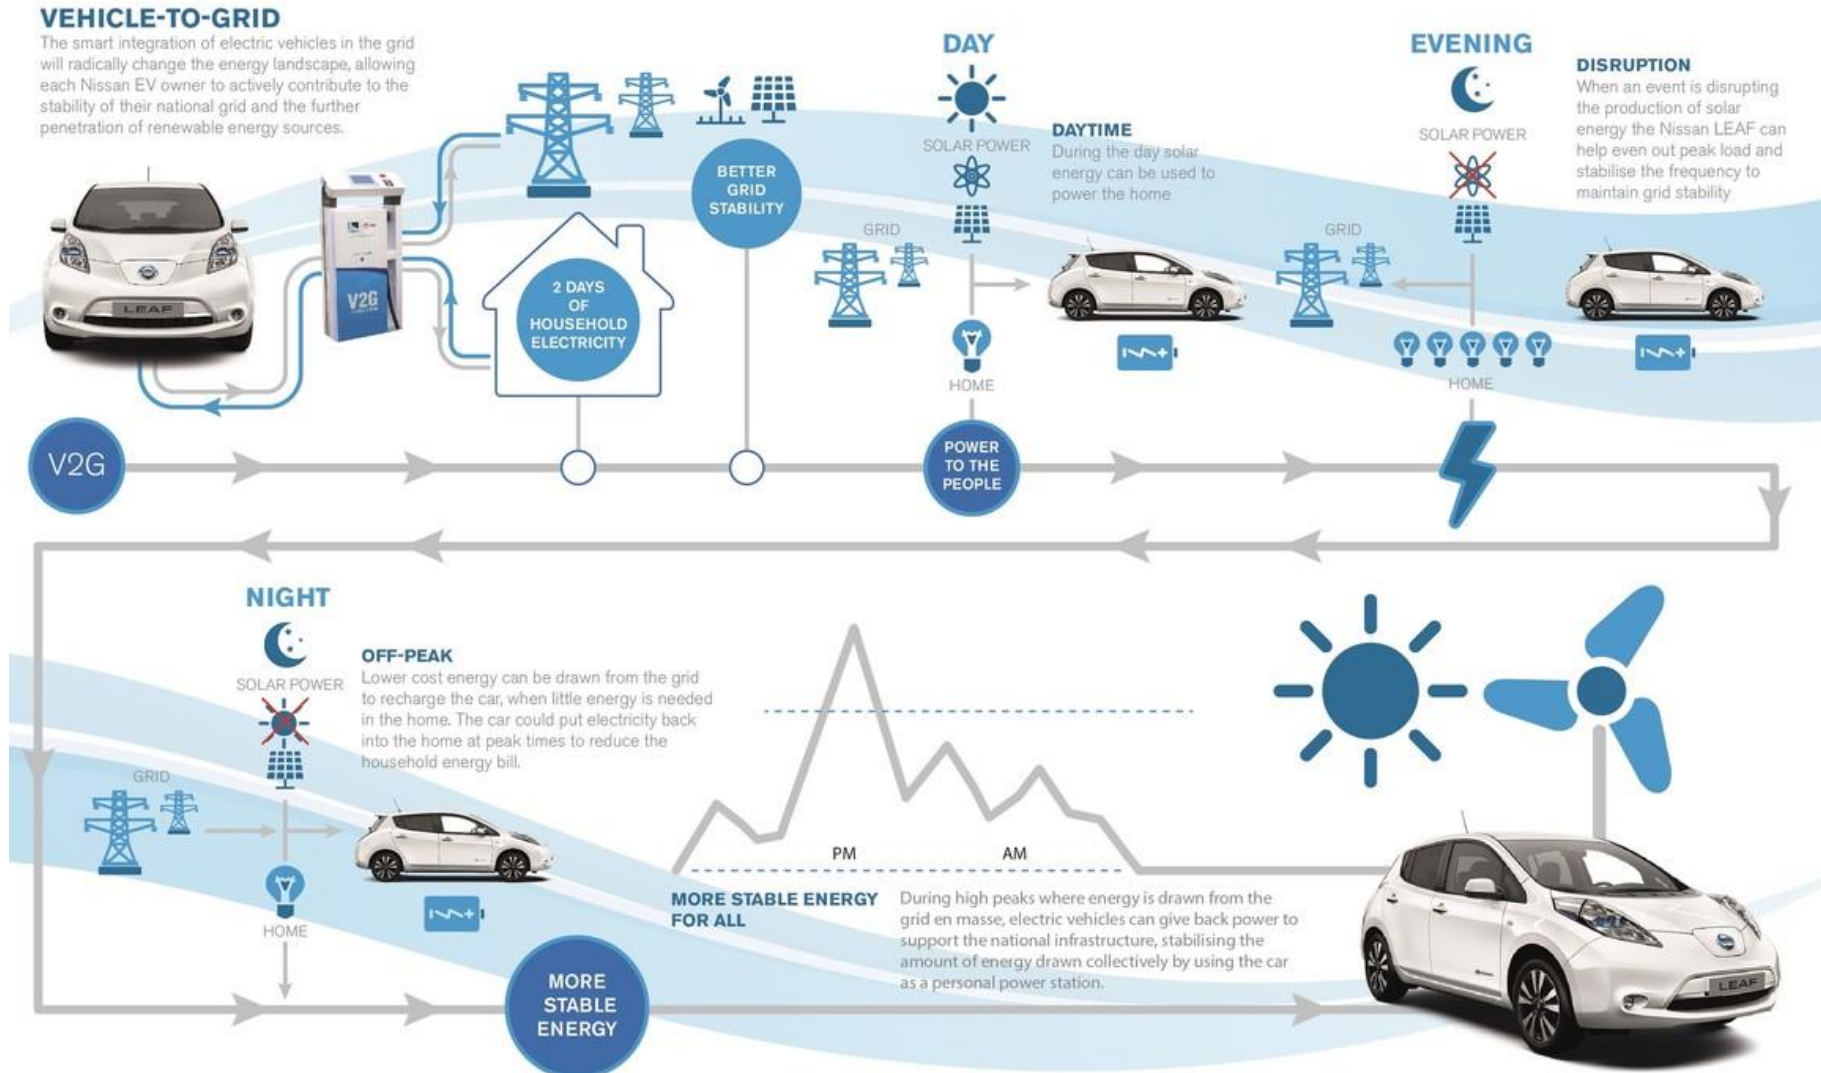 VEHICLE-TO-GRID
The smart integration of electric vehicles in the grid
will radically change the energy landscape, allowing
each Nissan EV owner to actively contribute to the
stability of their national grid and the further
penetration of renewable energy sources.
LEAF
V2G
2 DAYS
OF
HOUSEHOLD
ELECTRICITY
BETTER
GRID
STABILITY
DAY
SOLAR POWER
GRID
HOME
DAYTIME
During the day solar
energy can be used to
power the home
EVENING
SOLAR POWER
GRID
HOME
DISRUPTION
When an event is disrupting
the production of solar
energy the Nissan LEAF can
help even out peak load and
stabilise the frequency to
maintain grid stability
V2G
POWER
TO THE
PEOPLE
NIGHT
SOLAR POWER
GRID
HOME
OFF-PEAK
Lower cost energy can be drawn from the grid
to recharge the car, when little energy is needed
in the home. The car could put electricity back
into the home at peak times to reduce the
household energy bill.
MORE
STABLE
ENERGY
PM
AM
MORE STABLE ENERGY
FOR ALL
During high peaks where energy is drawn from the
grid en masse, electric vehicles can give back power to
support the national infrastructure, stabilising the
amount of energy drawn collectively by using the car
as a personal power station.
LEAF